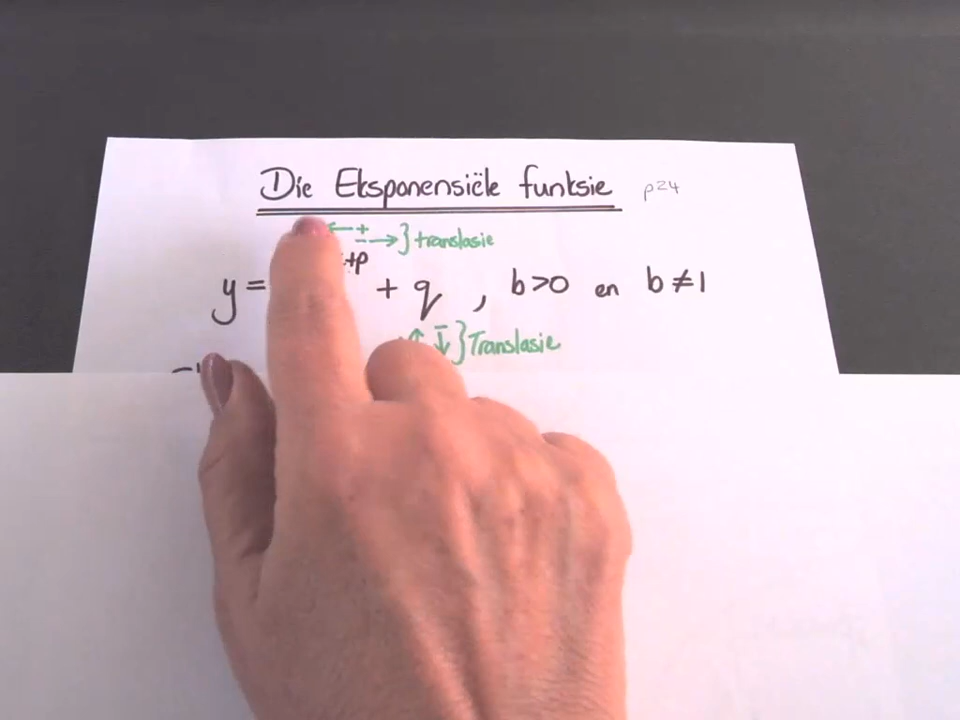 Die Eksponensiële funksie p24
← + − → } translasie
y = +p + q , b>0 en b≠1
↑ ↓ } Translasie